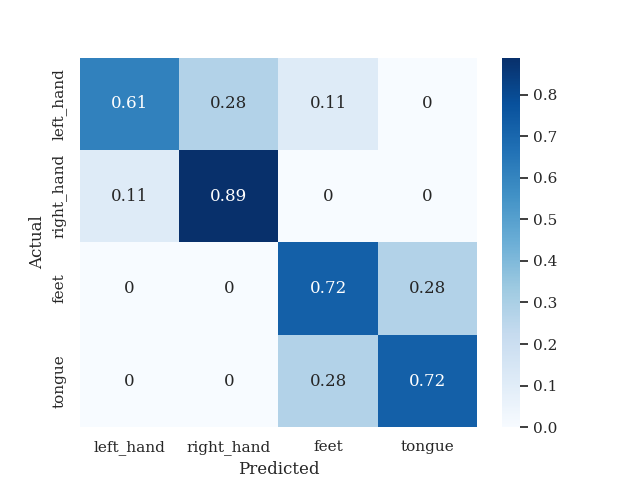 left_hand 0.61 0.28 0.11 0
right_hand 0.11 0.89 0 0
feet 0 0 0.72 0.28
tongue 0 0 0.28 0.72
left_hand right_hand feet tongue
Predicted
Actual
0.8
0.7
0.6
0.5
0.4
0.3
0.2
0.1
0.0